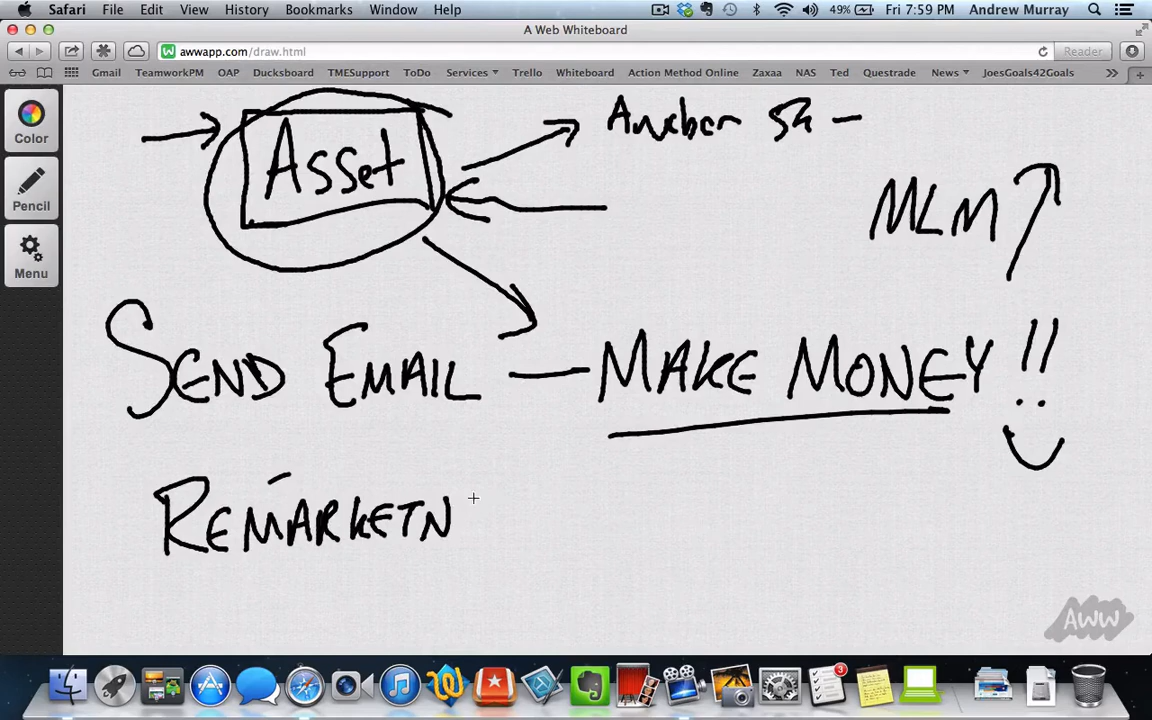 Safari File Edit View History Bookmarks Window Help 49% Fri 7:59 PM Andrew Murray
A Web Whiteboard
awwapp.com/draw.html Reader
Gmail TeamworkPM OAP Ducksboard TMESupport ToDo Services Trello Whiteboard Action Method Online Zaxaa NAS Ted Questrade News JoesGoals42Goals
Color
Pencil
Menu
Asset
MLM
SEND EMAIL — MAKE MONEY!!
REMARKETN
AWW
3